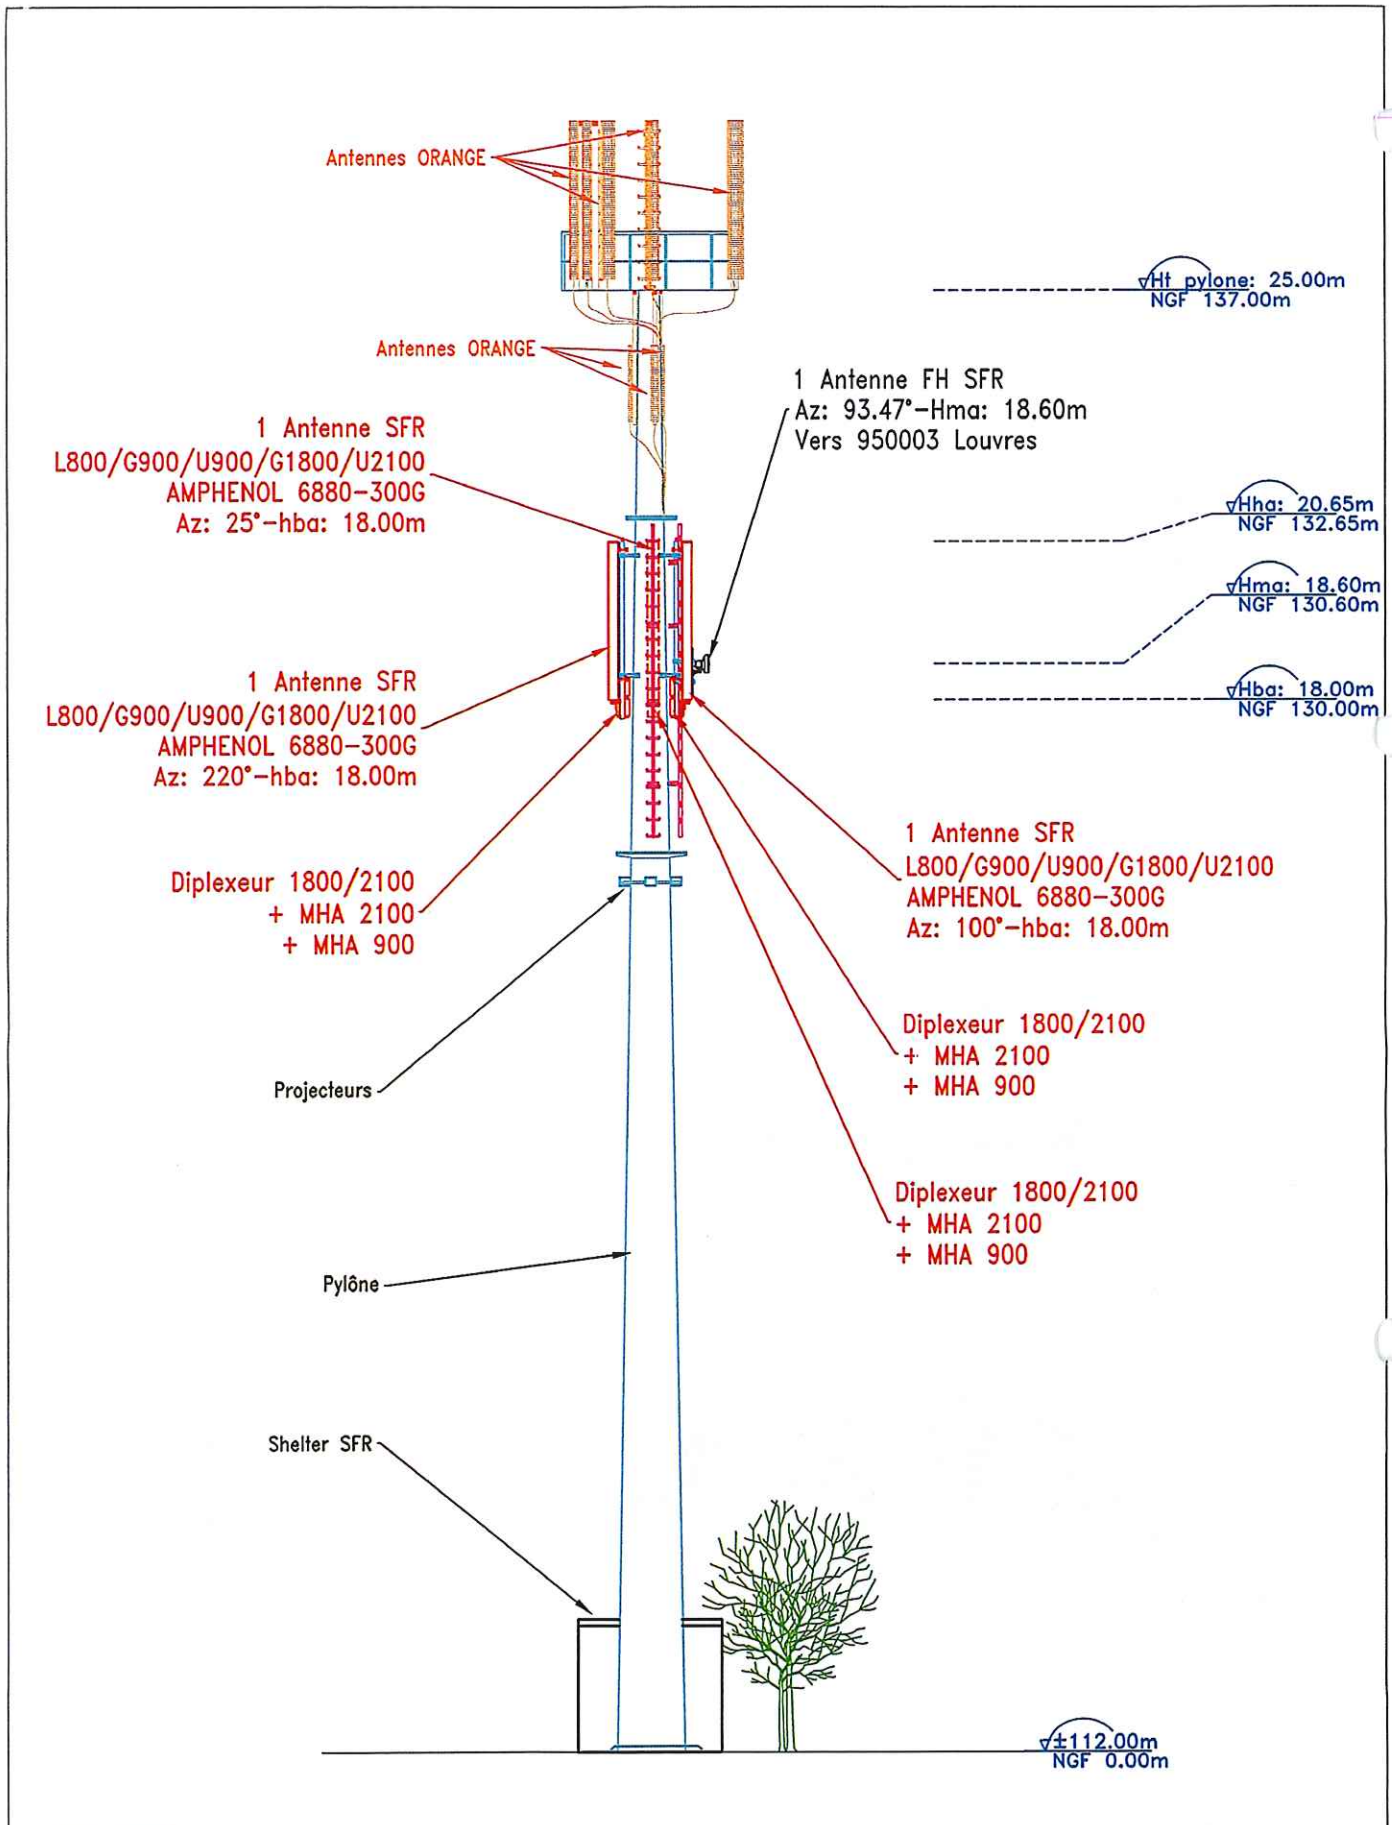 Antennes ORANGE
Ht pylone: 25.00m
NGF 137.00m
Antennes ORANGE
1 Antenne FH SFR
Az: 93.47°-Hma: 18.60m
Vers 950003 Louvres
1 Antenne SFR
L800/G900/U900/G1800/U2100
AMPHENOL 6880-300G
Az: 25°-hba: 18.00m
Hha: 20.65m
NGF 132.65m
Hma: 18.60m
NGF 130.60m
1 Antenne SFR
L800/G900/U900/G1800/U2100
AMPHENOL 6880-300G
Az: 220°-hba: 18.00m
Hba: 18.00m
NGF 130.00m
1 Antenne SFR
L800/G900/U900/G1800/U2100
AMPHENOL 6880-300G
Az: 100°-hba: 18.00m
Diplexeur 1800/2100
+ MHA 2100
+ MHA 900
Diplexeur 1800/2100
+ MHA 2100
+ MHA 900
Projecteurs
Diplexeur 1800/2100
+ MHA 2100
+ MHA 900
Pylône
Shelter SFR
±112.00m
NGF 0.00m